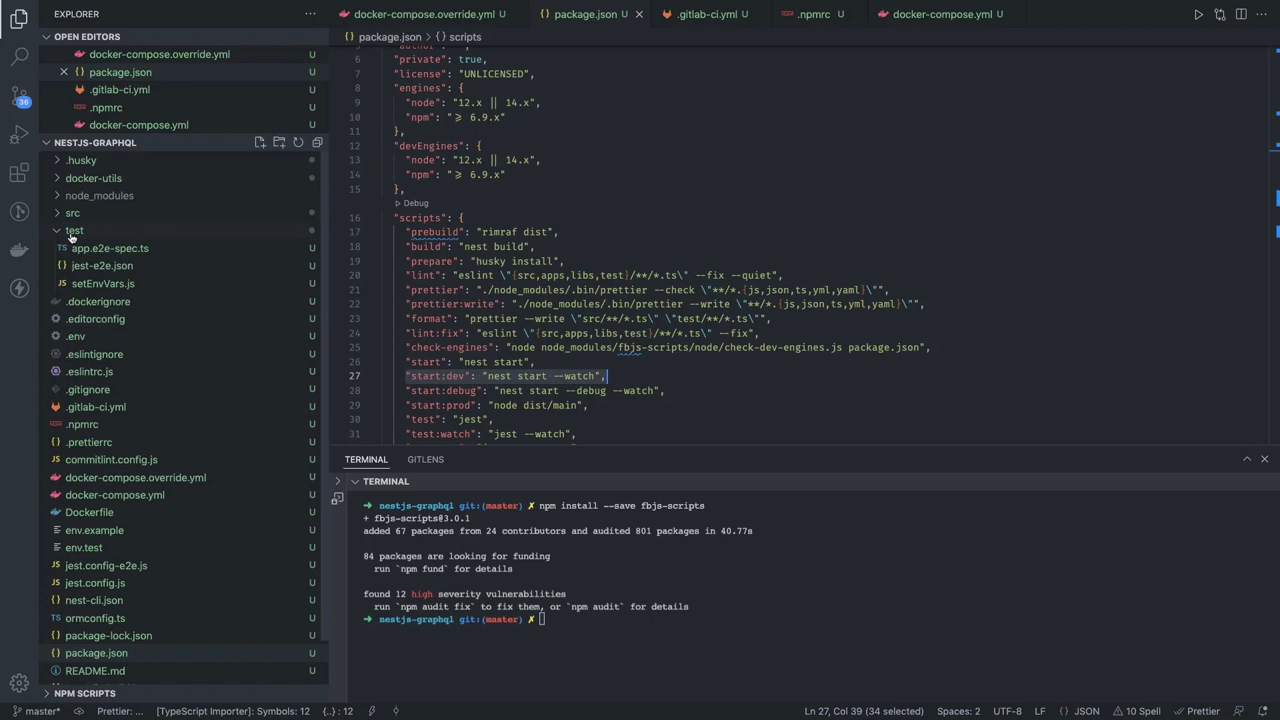 EXPLORER
OPEN EDITORS
docker-compose.override.yml U
package.json U
.gitlab-ci.yml U
.npmrc U
docker-compose.yml U
NESTJS-GRAPHQL
.husky
docker-utils
node_modules
src
test
TS app.e2e-spec.ts U
{} jest-e2e.json U
JS setEnvVars.js U
.dockerignore U
.editorconfig U
.env U
.eslintignore U
.eslintrc.js U
.gitignore U
.gitlab-ci.yml U
.npmrc U
.prettierrc U
JS commitlint.config.js U
docker-compose.override.yml U
docker-compose.yml U
Dockerfile U
env.example U
env.test U
JS jest.config-e2e.js U
JS jest.config.js U
{} nest-cli.json U
TS ormconfig.ts U
{} package-lock.json U
{} package.json U
README.md U
NPM SCRIPTS
36
docker-compose.override.yml U
{} package.json U
.gitlab-ci.yml U
.npmrc U
docker-compose.yml U
{} package.json > {} scripts
6 "private": true,
7 "license": "UNLICENSED",
8 "engines": {
9 "node": "12.x || 14.x",
10 "npm": "≥ 6.9.x"
11 },
12 "devEngines": {
13 "node": "12.x || 14.x",
14 "npm": "≥ 6.9.x"
15 },
Debug
16 "scripts": {
17 "prebuild": "rimraf dist",
18 "build": "nest build",
19 "prepare": "husky install",
20 "lint": "eslint \"{src,apps,libs,test}/**/*.ts\" --fix --quiet",
21 "prettier": "./node_modules/.bin/prettier --check \"**/*.{js,json,ts,yml,yaml}\"",
22 "prettier:write": "./node_modules/.bin/prettier --write \"**/*.{js,json,ts,yml,yaml}\"",
23 "format": "prettier --write \"src/**/*.ts\" \"test/**/*.ts\"",
24 "lint:fix": "eslint \"{src,apps,libs,test}/**/*.ts\" --fix",
25 "check-engines": "node node_modules/fbjs-scripts/node/check-dev-engines.js package.json",
26 "start": "nest start",
27 "start:dev": "nest start --watch",
28 "start:debug": "nest start --debug --watch",
29 "start:prod": "node dist/main",
30 "test": "jest",
31 "test:watch": "jest --watch",
TERMINAL GITLENS
TERMINAL
➜ nestjs-graphql git:(master) ✗ npm install --save fbjs-scripts
+ fbjs-scripts@3.0.1
added 67 packages from 24 contributors and audited 801 packages in 40.77s
84 packages are looking for funding
run `npm fund` for details
found 12 high severity vulnerabilities
run `npm audit fix` to fix them, or `npm audit` for details
➜ nestjs-graphql git:(master) ✗
master* Prettier: ... [TypeScript Importer]: Symbols: 12 {..} : 12 Ln 27, Col 39 (34 selected) Spaces: 2 UTF-8 LF {} JSON 10 Spell Prettier